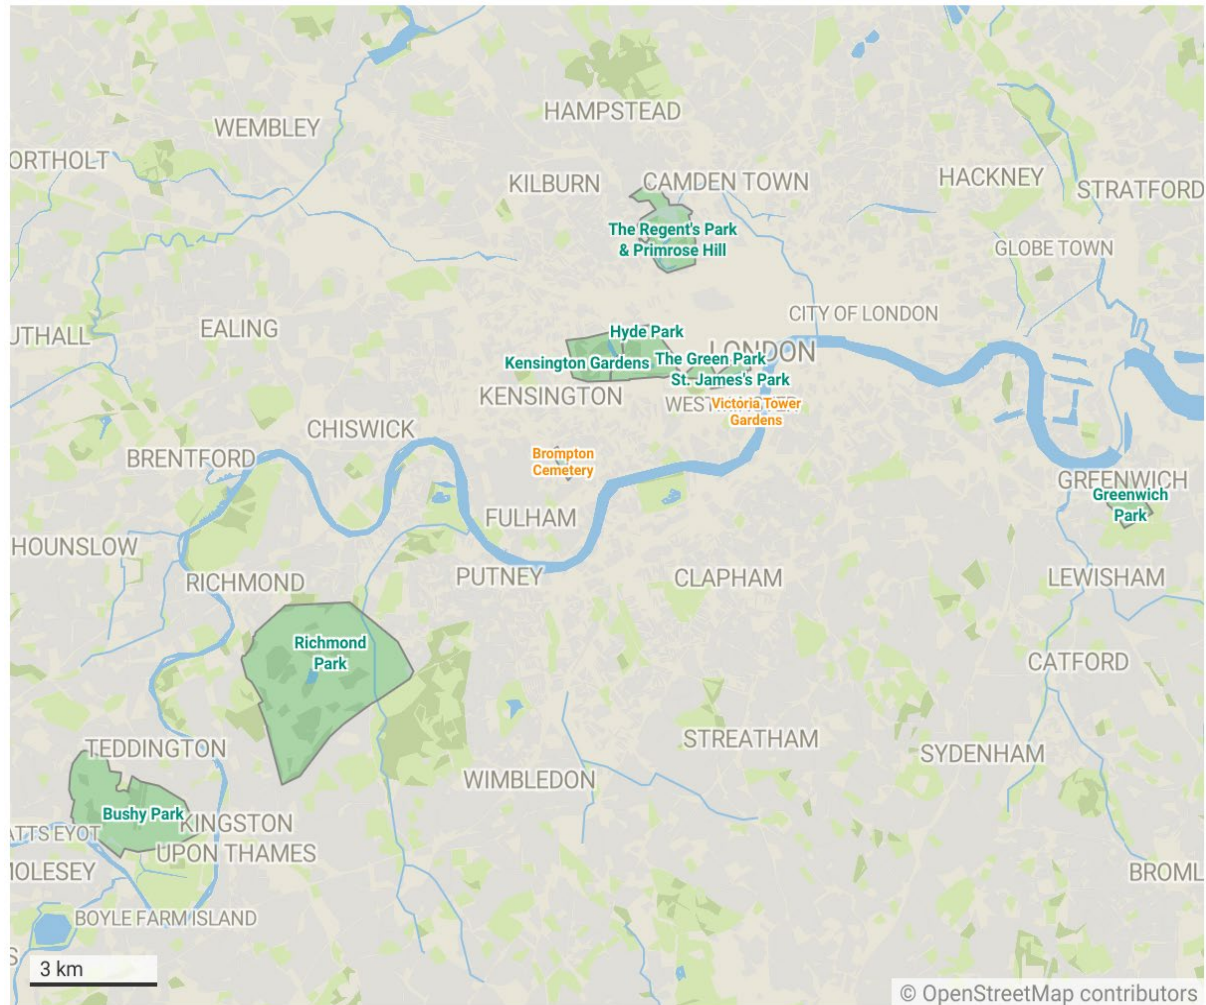 HAMPSTEAD
WEMBLEY
ORTHOLT
KILBURN
CAMDEN TOWN
HACKNEY
STRATFORD
The Regent's Park
& Primrose Hill
GLOBE TOWN
CITY OF LONDON
UTHALL
EALING
Hyde Park
LONDON
Kensington Gardens
The Green Park
St. James's Park
KENSINGTON
Victoria Tower
Gardens
CHISWICK
BRENTFORD
Brompton
Cemetery
GREENWICH
Greenwich
Park
FULHAM
HOUNSLOW
RICHMOND
PUTNEY
CLAPHAM
LEWISHAM
Richmond
Park
CATFORD
TEDDINGTON
STREATHAM
SYDENHAM
WIMBLEDON
Bushy Park
KINGSTON
UPON THAMES
ATTS EYOT
MOLESEY
BROML
BOYLE FARM ISLAND
S
3 km
© OpenStreetMap contributors